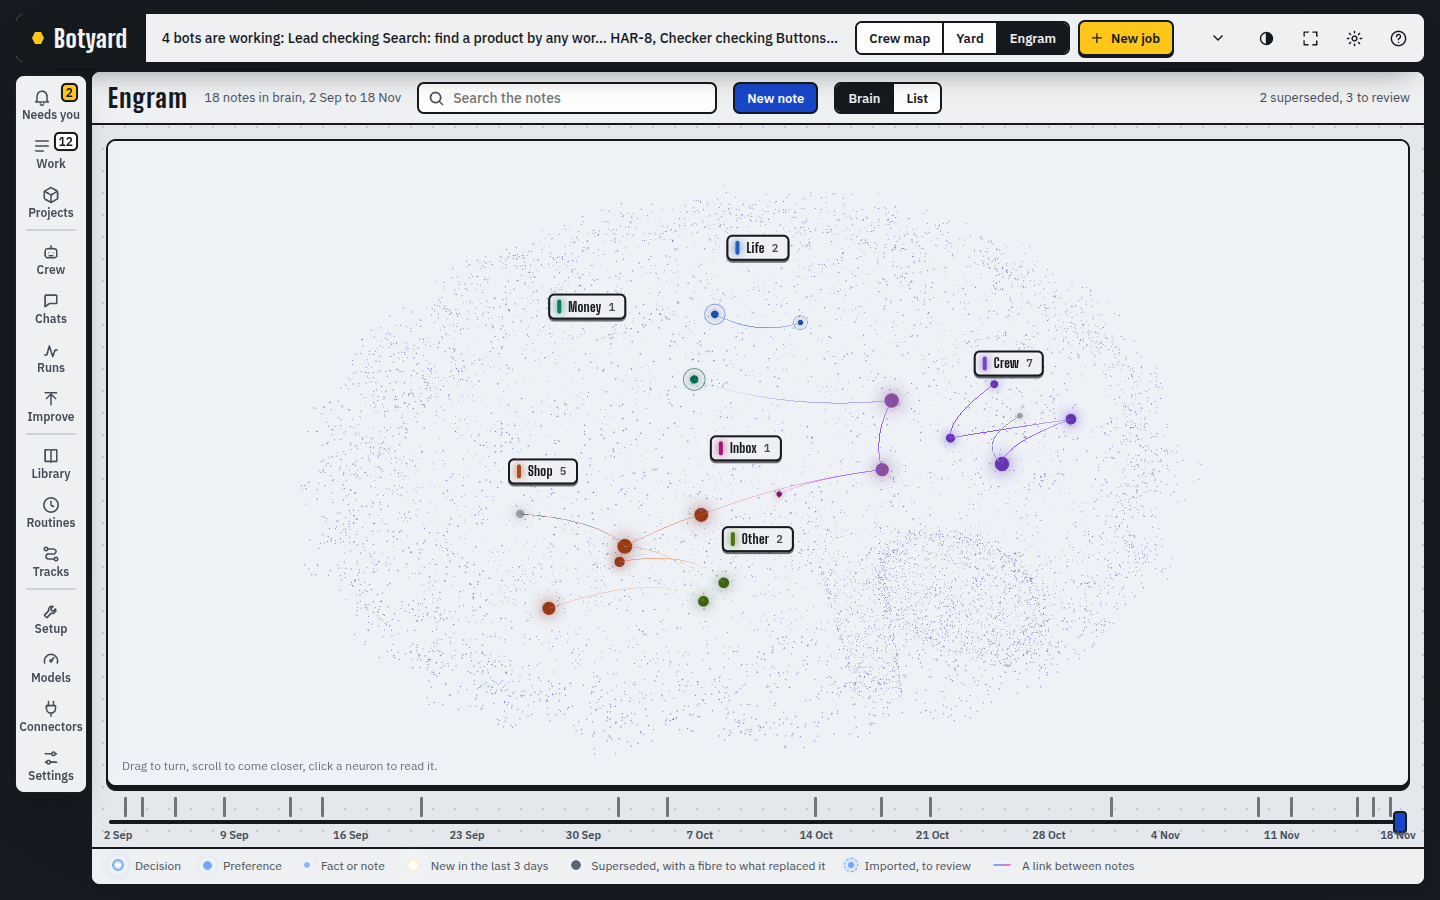 Botyard
4 bots are working: Lead checking Search: find a product by any wor... HAR-8, Checker checking Buttons...
Crew map
Yard
Engram
New job
Engram
18 notes in brain, 2 Sep to 18 Nov
Search the notes
New note
Brain
List
2 superseded, 3 to review
2
Needs you
12
Work
Projects
Crew
Chats
Runs
Improve
Library
Routines
Tracks
Setup
Models
Connectors
Settings
Life 2
Money 1
Crew 7
Inbox 1
Shop 5
Other 2
Drag to turn, scroll to come closer, click a neuron to read it.
2 Sep
9 Sep
16 Sep
23 Sep
30 Sep
7 Oct
14 Oct
21 Oct
28 Oct
4 Nov
11 Nov
18 Nov
Decision
Preference
Fact or note
New in the last 3 days
Superseded, with a fibre to what replaced it
Imported, to review
A link between notes